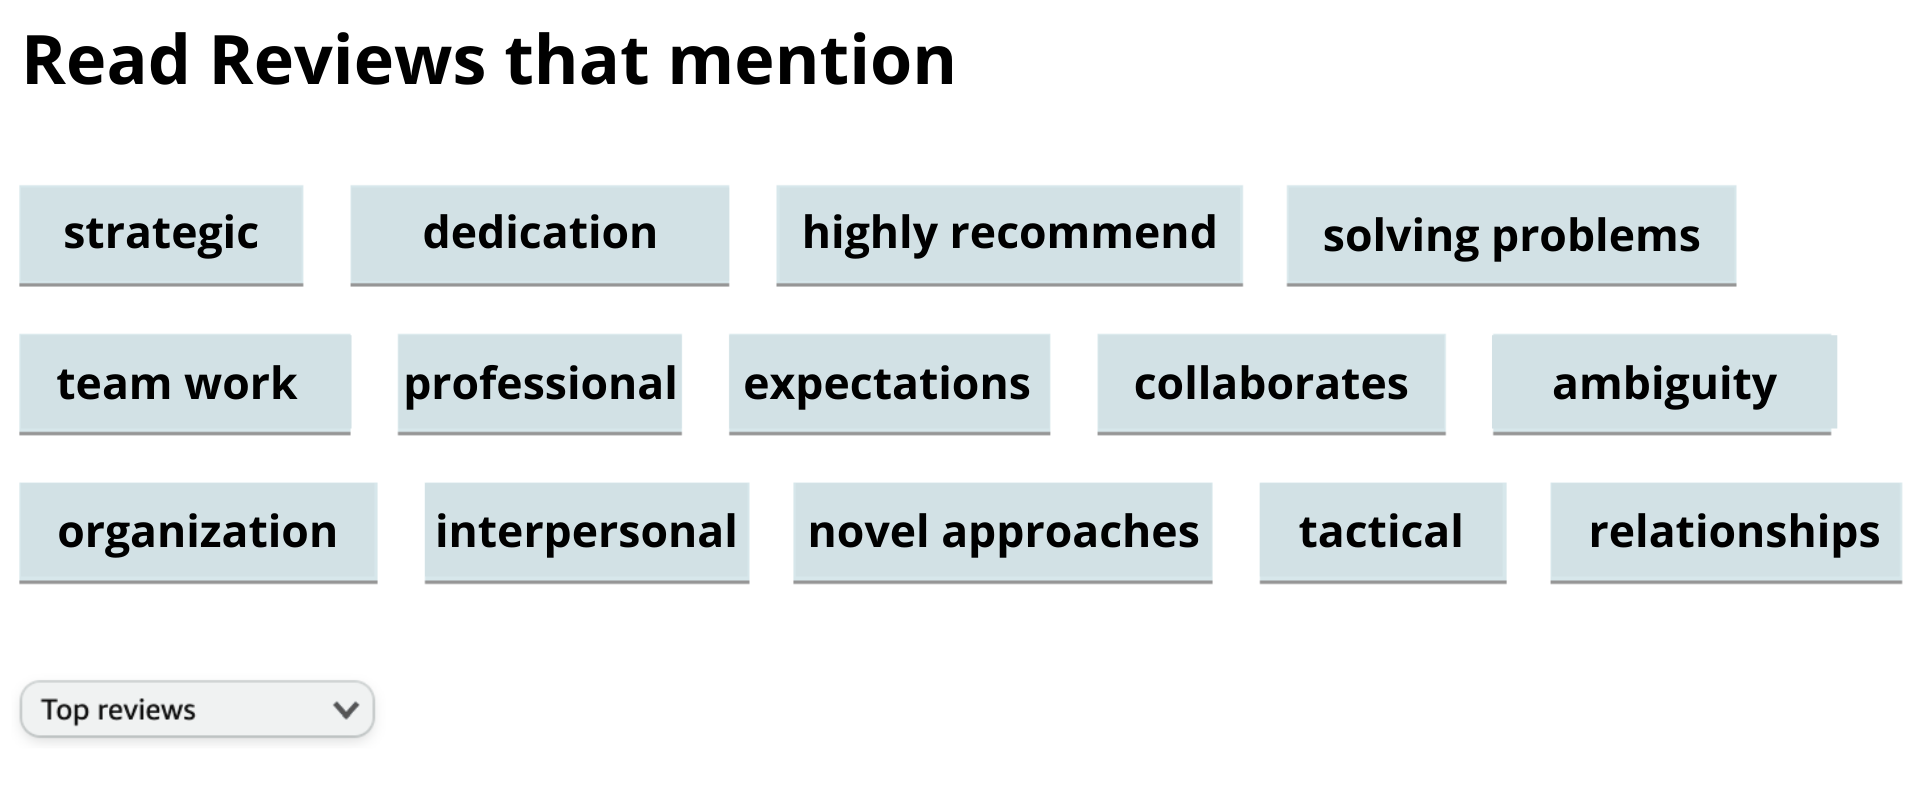 Read Reviews that mention
strategic dedication highly recommend solving problems
team work professional expectations collaborates ambiguity
organization interpersonal novel approaches tactical relationships
Top reviews